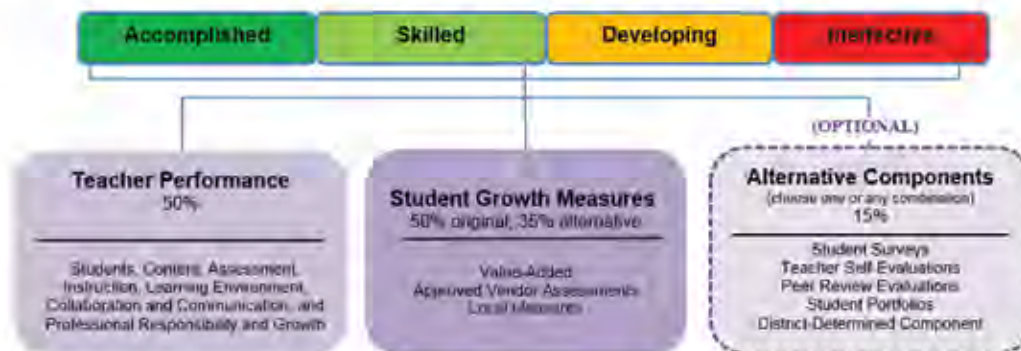 Accomplished
Skilled
Developing
Ineffective
(OPTIONAL)
Teacher Performance
50%
Students, Content, Assessment,
Instruction, Learning Environment,
Collaboration and Communication, and
Professional Responsibility and Growth
Student Growth Measures
50% original, 35% alternative
Value-Added
Approved Vendor Assessments
Local Measures
Alternative Components
(choose one or any combination)
15%
Student Surveys
Teacher Self-Evaluations
Peer Review Evaluations
Student Portfolios
District-Determined Component